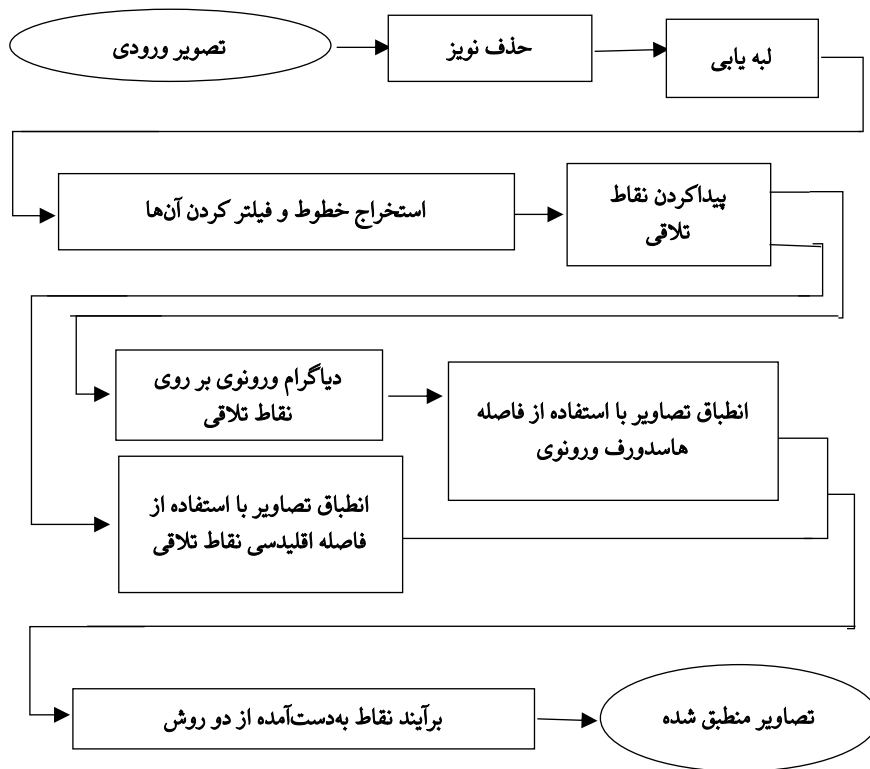 تصویر ورودی
حذف نویز
لبه یابی
استخراج خطوط و فیلتر کردن آن‌ها
پیداکردن نقاط
تلاقی
دیاگرام ورونوی بر روی
نقاط تلاقی
انطباق تصاویر با استفاده از فاصله
هاسدورف ورونوی
انطباق تصاویر با استفاده از
فاصله اقلیدسی نقاط تلاقی
برآیند نقاط به‌دست‌آمده از دو روش
تصاویر منطبق شده